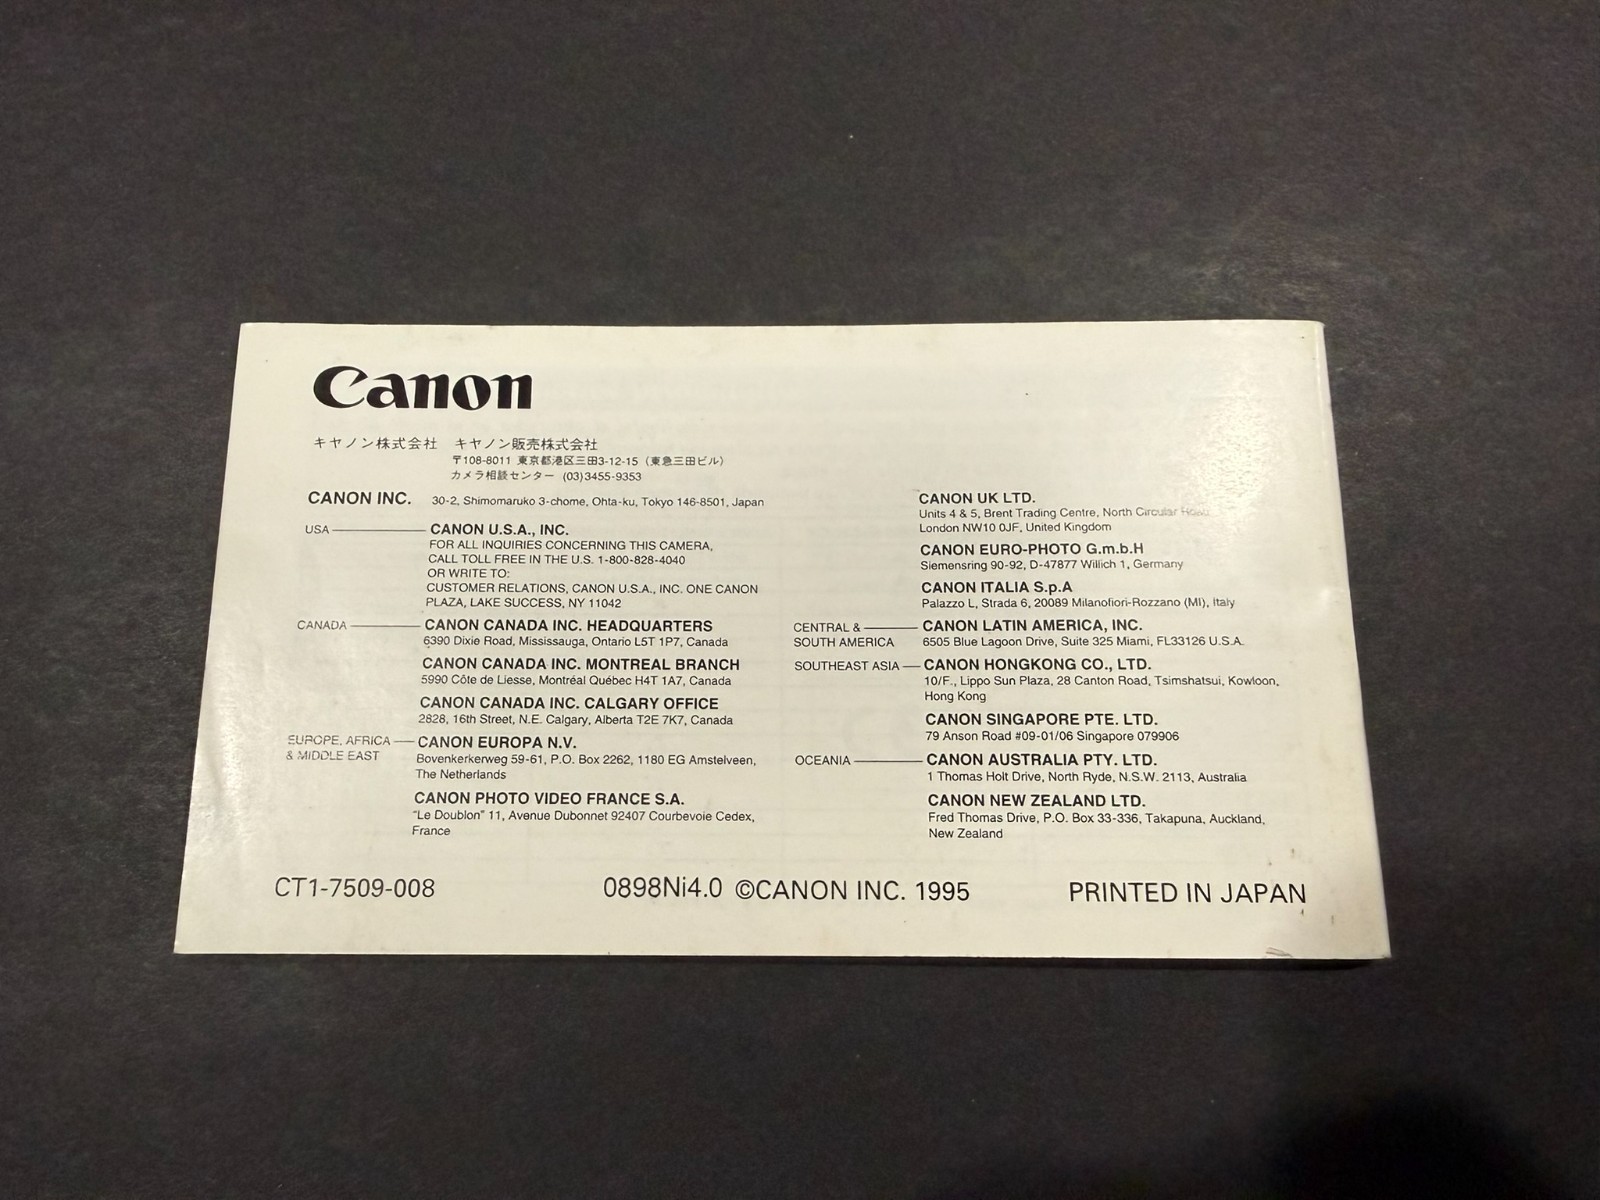 Canon
キヤノン株式会社 キヤノン販売株式会社
〒108-8011 東京都港区三田3-12-15（東急三田ビル）
カメラ相談センター (03)3455-9353
CANON INC. 30-2, Shimomaruko 3-chome, Ohta-ku, Tokyo 146-8501, Japan
USA CANON U.S.A., INC.
FOR ALL INQUIRIES CONCERNING THIS CAMERA,
CALL TOLL FREE IN THE U.S. 1-800-828-4040
OR WRITE TO:
CUSTOMER RELATIONS, CANON U.S.A., INC. ONE CANON
PLAZA, LAKE SUCCESS, NY 11042
CANADA CANON CANADA INC. HEADQUARTERS
6390 Dixie Road, Mississauga, Ontario L5T 1P7, Canada
CANON CANADA INC. MONTREAL BRANCH
5990 Côte de Liesse, Montréal Québec H4T 1A7, Canada
CANON CANADA INC. CALGARY OFFICE
2828, 16th Street, N.E. Calgary, Alberta T2E 7K7, Canada
EUROPE, AFRICA & MIDDLE EAST CANON EUROPA N.V.
Bovenkerkerweg 59-61, P.O. Box 2262, 1180 EG Amstelveen,
The Netherlands
CANON PHOTO VIDEO FRANCE S.A.
"Le Doublon" 11, Avenue Dubonnet 92407 Courbevoie Cedex,
France
CANON UK LTD.
Units 4 & 5, Brent Trading Centre, North Circular Road,
London NW10 0JF, United Kingdom
CANON EURO-PHOTO G.m.b.H
Siemensring 90-92, D-47877 Willich 1, Germany
CANON ITALIA S.p.A
Palazzo L, Strada 6, 20089 Milanofiori-Rozzano (MI), Italy
CENTRAL & SOUTH AMERICA CANON LATIN AMERICA, INC.
6505 Blue Lagoon Drive, Suite 325 Miami, FL33126 U.S.A.
SOUTHEAST ASIA CANON HONGKONG CO., LTD.
10/F., Lippo Sun Plaza, 28 Canton Road, Tsimshatsui, Kowloon,
Hong Kong
CANON SINGAPORE PTE. LTD.
79 Anson Road #09-01/06 Singapore 079906
OCEANIA CANON AUSTRALIA PTY. LTD.
1 Thomas Holt Drive, North Ryde, N.S.W. 2113, Australia
CANON NEW ZEALAND LTD.
Fred Thomas Drive, P.O. Box 33-336, Takapuna, Auckland,
New Zealand
CT1-7509-008 0898Ni4.0 ©CANON INC. 1995 PRINTED IN JAPAN